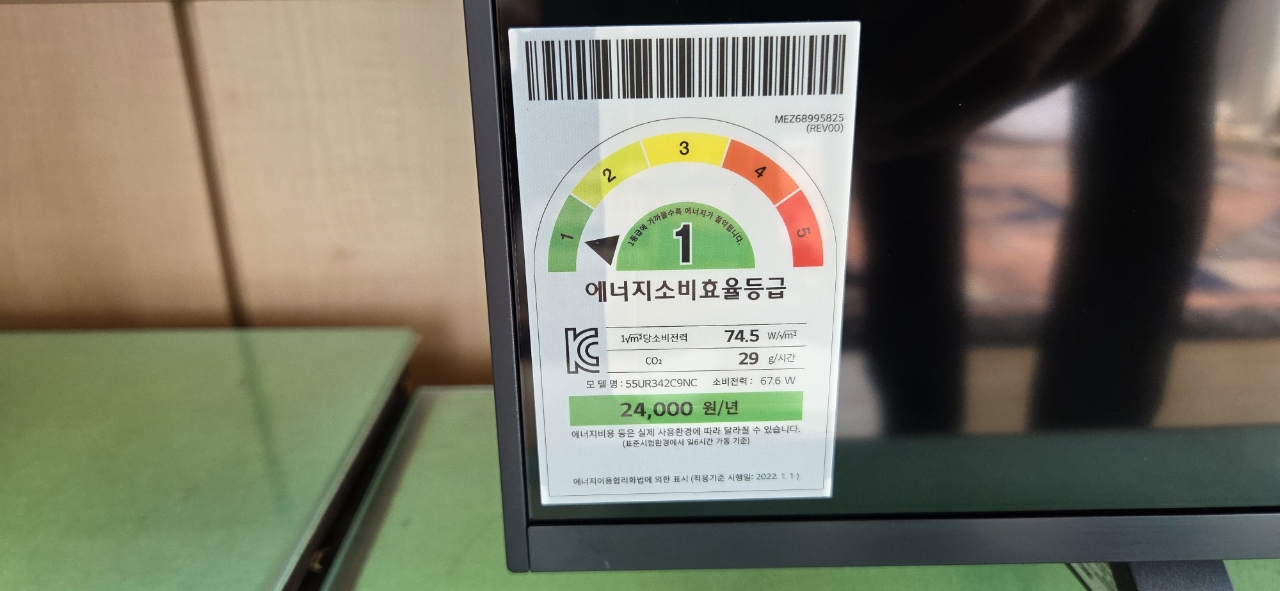 MEZ68995825
(REV00)
1
2
3
4
5
1등급에 가까울수록 에너지가 절약됩니다.
1
에너지소비효율등급
KC
1√m²당소비전력 74.5 W/√m²
CO₂ 29 g/시간
모델명 : 55UR342C9NC 소비전력 : 67.6 W
24,000 원/년
에너지비용 등은 실제 사용환경에 따라 달라질 수 있습니다.
(표준시험환경에서 일6시간 가동 기준)
에너지이용합리화법에 의한 표시 (적용기준 시행일: 2022. 1. 1)